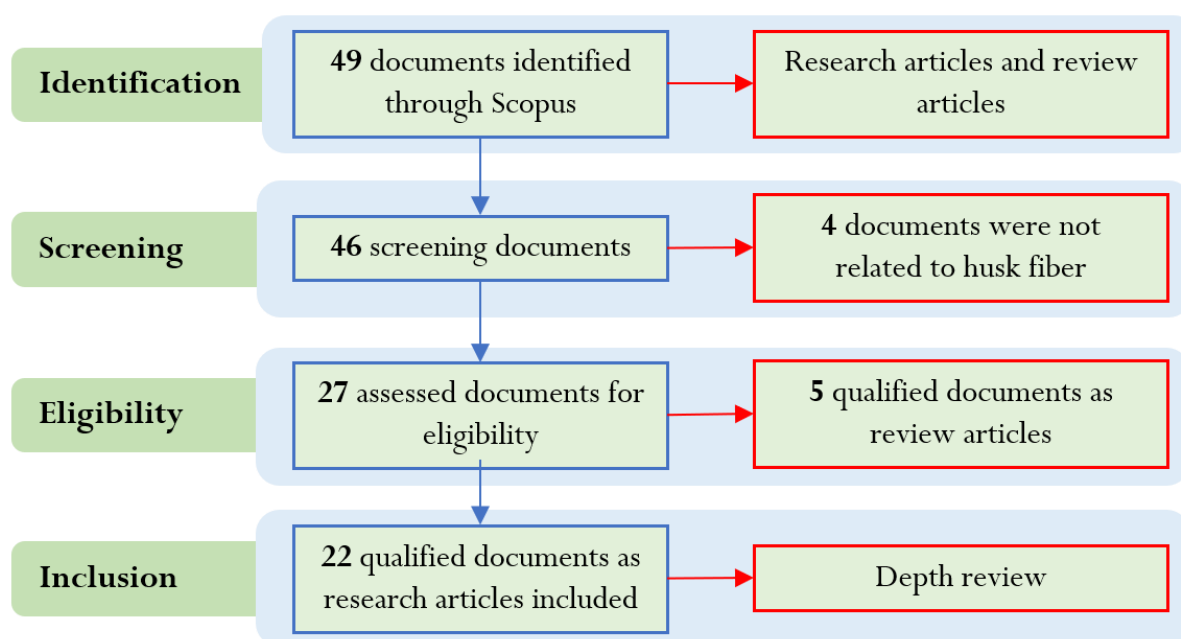 Identification
49 documents identified
through Scopus
Research articles and review
articles
Screening
46 screening documents
4 documents were not
related to husk fiber
Eligibility
27 assessed documents for
eligibility
5 qualified documents as
review articles
Inclusion
22 qualified documents as
research articles included
Depth review